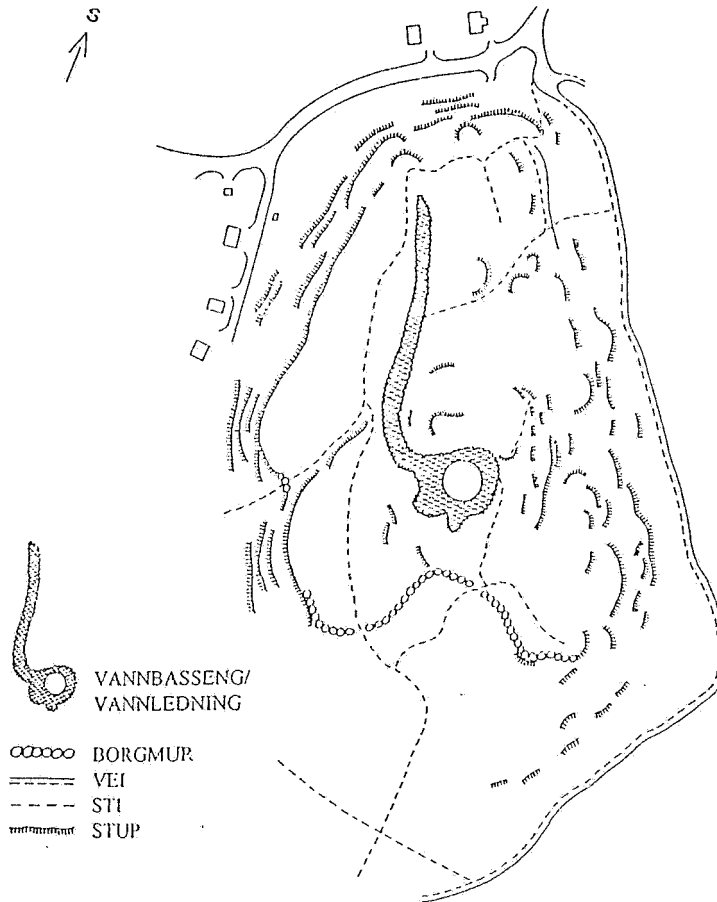 S
VANNBASSENG/
VANNLEDNING
BORGMUR
VEI
STI
STUP